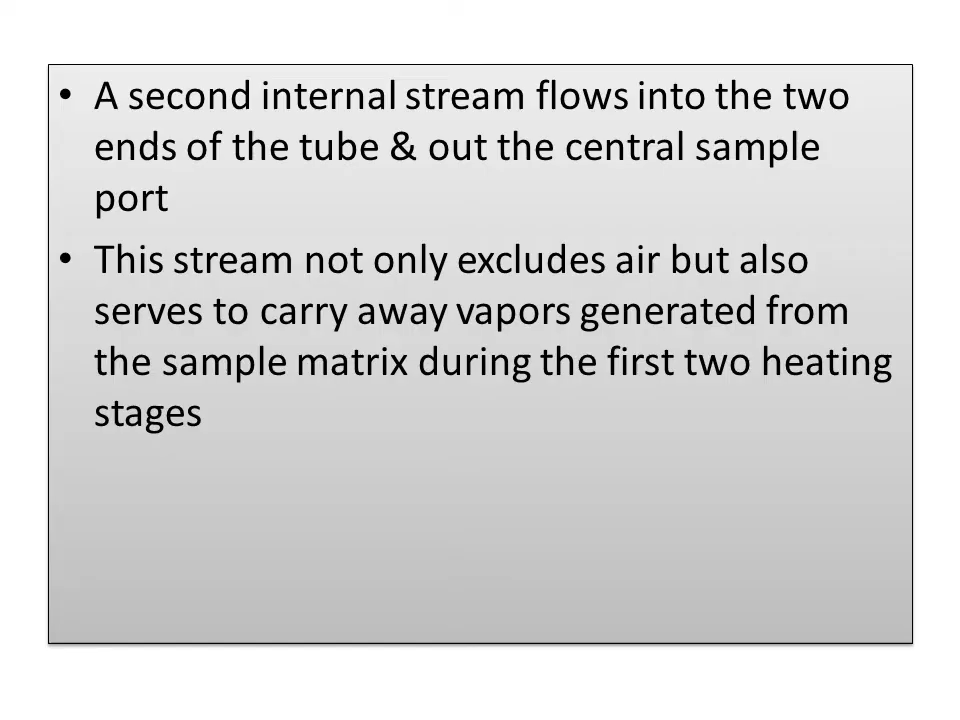 • A second internal stream flows into the two
ends of the tube & out the central sample
port
• This stream not only excludes air but also
serves to carry away vapors generated from
the sample matrix during the first two heating
stages